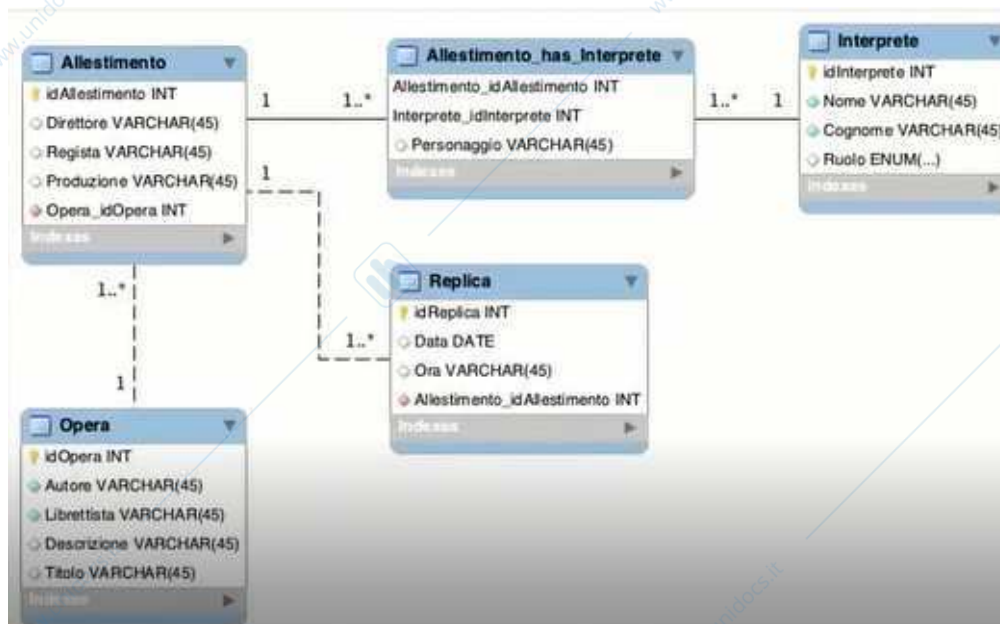 Allestimento
idAllestimento INT
Direttore VARCHAR(45)
Regista VARCHAR(45)
Produzione VARCHAR(45)
Opera_idOpera INT
Indexes
1
1..*
Allestimento_has_Interprete
Allestimento_idAllestimento INT
Interprete_idInterprete INT
Personaggio VARCHAR(45)
Indexes
1..*
1
Interprete
idInterprete INT
Nome VARCHAR(45)
Cognome VARCHAR(45)
Ruolo ENUM(...)
Indexes
1
1..*
Replica
idReplica INT
Data DATE
Ora VARCHAR(45)
Allestimento_idAllestimento INT
Indexes
1..*
1
Opera
idOpera INT
Autore VARCHAR(45)
Librettista VARCHAR(45)
Descrizione VARCHAR(45)
Titolo VARCHAR(45)
Indexes
unidocs.it